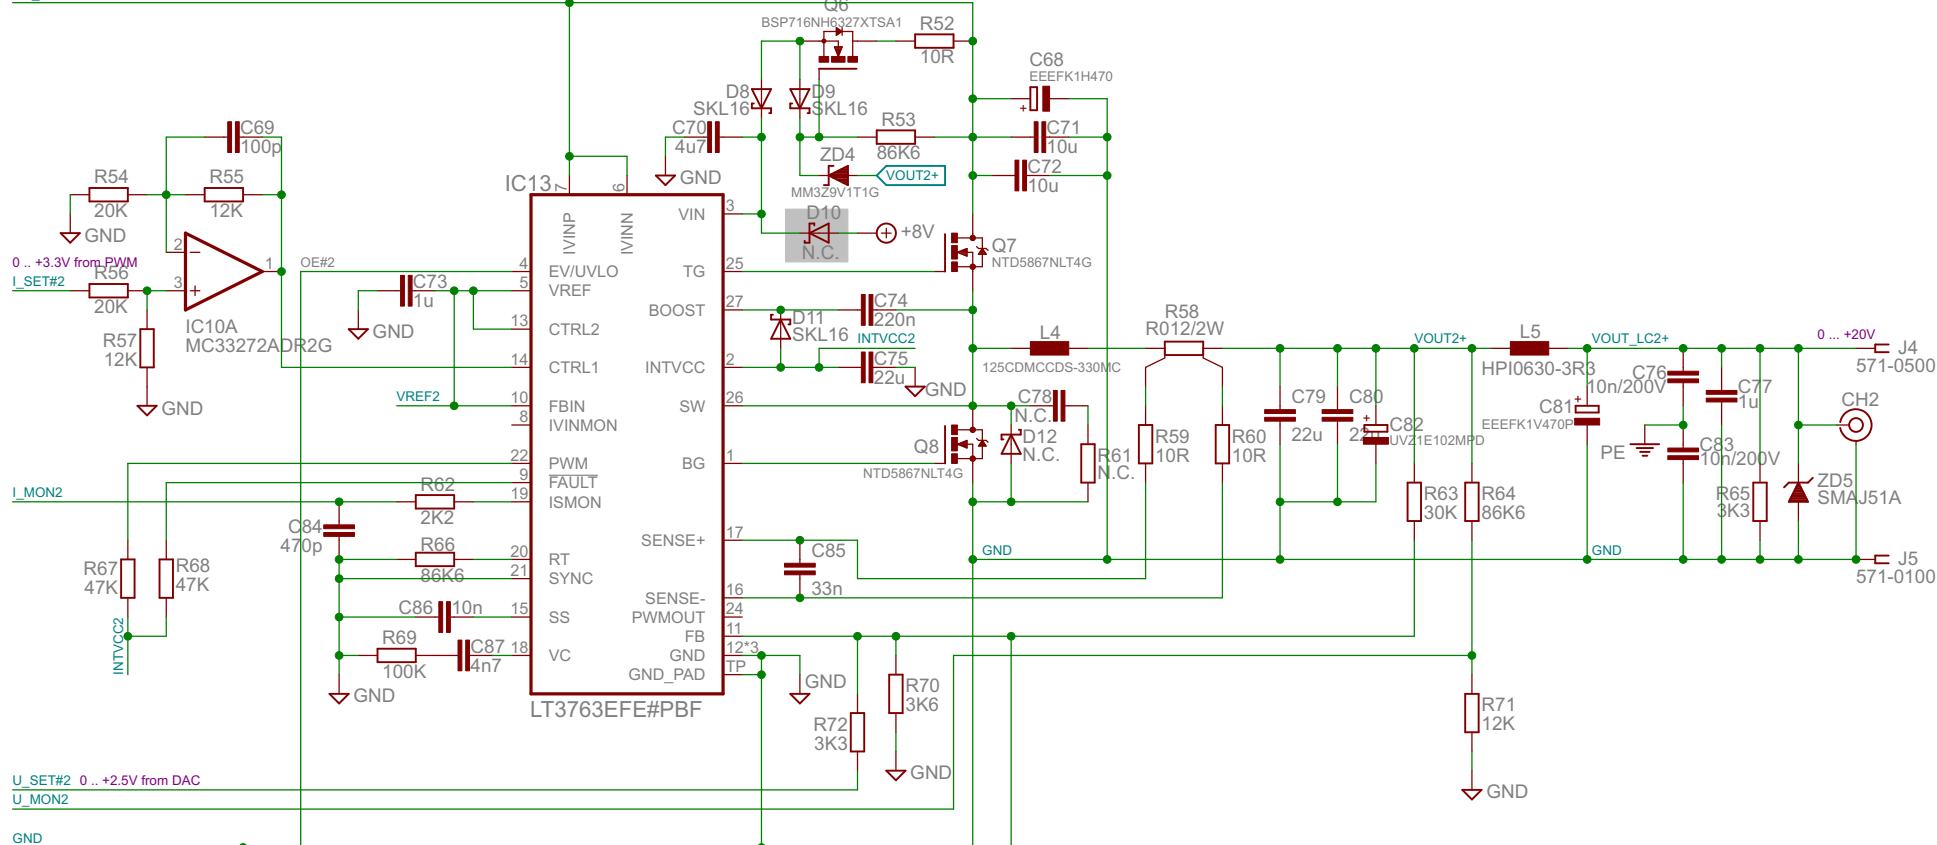 Q6
BSP716NH6327XTSA1
R52
10R
C68
EEEFK1H470
+
D8
SKL16
D9
SKL16
C69
100p
C70
4u7
R53
86K6
C71
10u
ZD4
VOUT2+
MM3Z9V1T1G
C72
10u
GND
IC13
7
6
IVINP
IVINN
R54
20K
R55
12K
GND
VIN
3
D10
N.C.
+8V
2
3
1
0 .. +3.3V from PWM
I_SET#2
R56
20K
OE#2
4
EV/UVLO
5
VREF
TG
25
Q7
NTD5867NLT4G
C73
1u
GND
IC10A
MC33272ADR2G
R57
12K
GND
13
CTRL2
BOOST
27
C74
220n
D11
SKL16
INTVCC2
14
CTRL1
INTVCC
2
C75
22u
GND
L4
125CDMCCDS-330MC
R58
R012/2W
VOUT2+
L5
HPI0630-3R3
VOUT_LC2+
0 ... +20V
J4
571-0500
VREF2
10
FBIN
8
IVINMON
SW
26
C78
N.C.
D12
N.C.
R61
N.C.
Q8
NTD5867NLT4G
BG
1
R59
10R
R60
10R
C79
22u
C80
22u
+
C82
UVZ1E102MPD
C76
10n/200V
C77
1u
+
C81
EEEFK1V470P
PE
C83
10n/200V
CH2
ZD5
SMAJ51A
R63
30K
R64
86K6
R65
3K3
22
PWM
9
FAULT
I_MON2
R62
2K2
19
ISMON
C84
470p
R66
86K6
20
RT
21
SYNC
R67
47K
R68
47K
INTVCC2
C86
10n
15
SS
R69
100K
C87
4n7
18
VC
GND
SENSE+
17
C85
33n
SENSE-
16
PWMOUT
24
FB
11
GND
12*3
GND_PAD
TP
GND
GND
GND
J5
571-0100
LT3763EFE#PBF
R70
3K6
R72
3K3
GND
R71
12K
GND
U_SET#2
0 .. +2.5V from DAC
U_MON2
GND